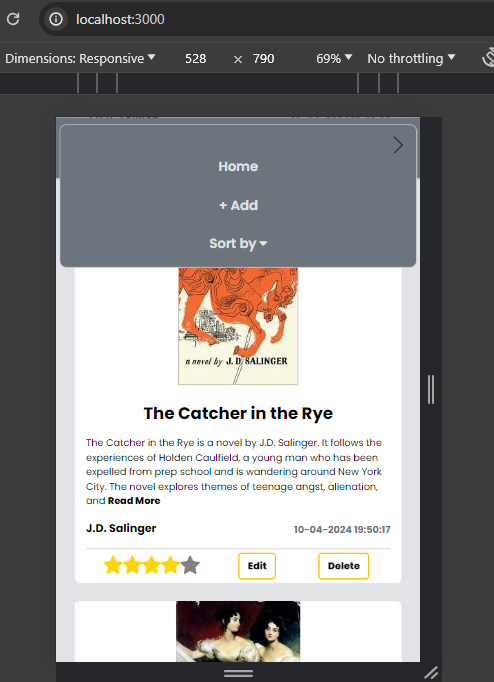 localhost:3000
Dimensions: Responsive 528 × 790 69% No throttling
Home
+ Add
Sort by
a novel by J. D. SALINGER
The Catcher in the Rye
The Catcher in the Rye is a novel by J.D. Salinger. It follows the
experiences of Holden Caulfield, a young man who has been
expelled from prep school and is wandering around New York
City. The novel explores themes of teenage angst, alienation,
and Read More
J.D. Salinger 10-04-2024 19:50:17
Edit Delete